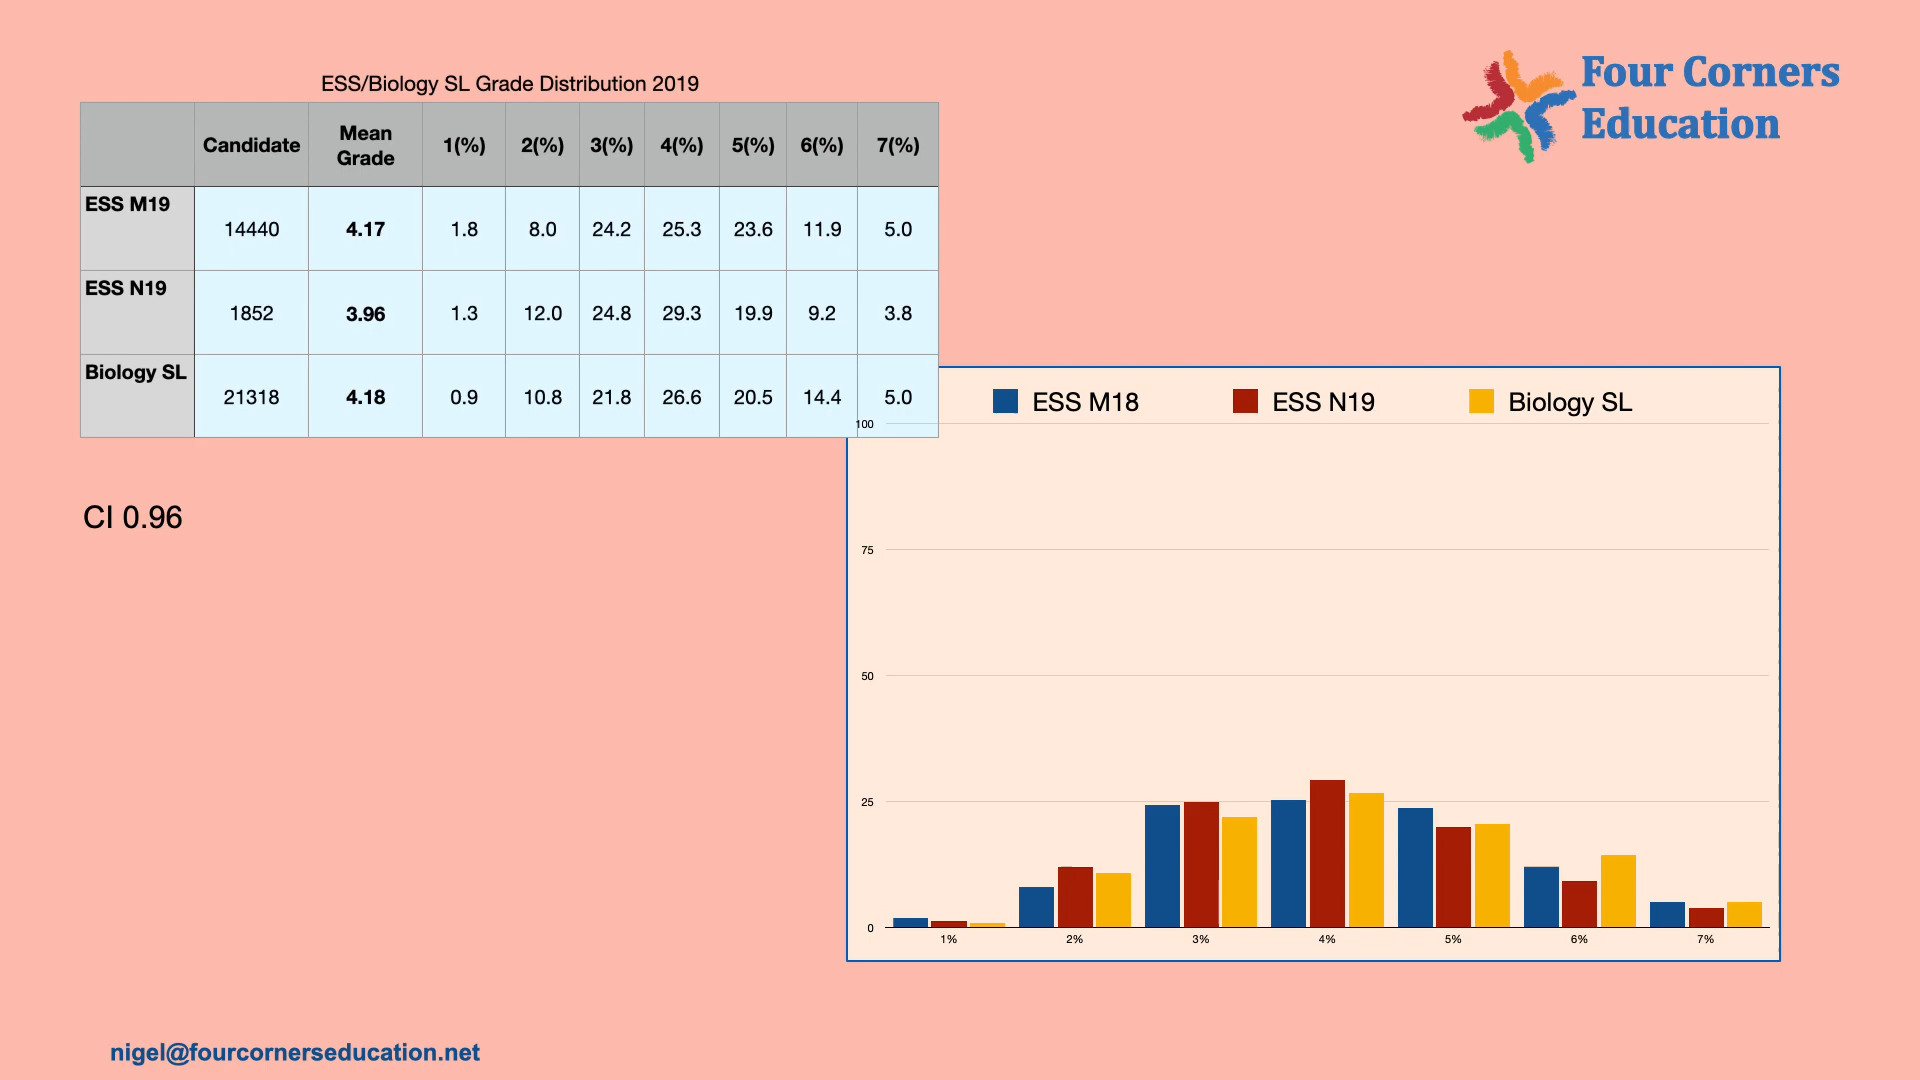 Four Corners
Education
ESS/Biology SL Grade Distribution 2019
Candidate Mean Grade 1(%) 2(%) 3(%) 4(%) 5(%) 6(%) 7(%)
ESS M19 14440 4.17 1.8 8.0 24.2 25.3 23.6 11.9 5.0
ESS N19 1852 3.96 1.3 12.0 24.8 29.3 19.9 9.2 3.8
Biology SL 21318 4.18 0.9 10.8 21.8 26.6 20.5 14.4 5.0
CI 0.96
ESS M18 ESS N19 Biology SL
100
75
50
25
0
1% 2% 3% 4% 5% 6% 7%
nigel@fourcornerseducation.net